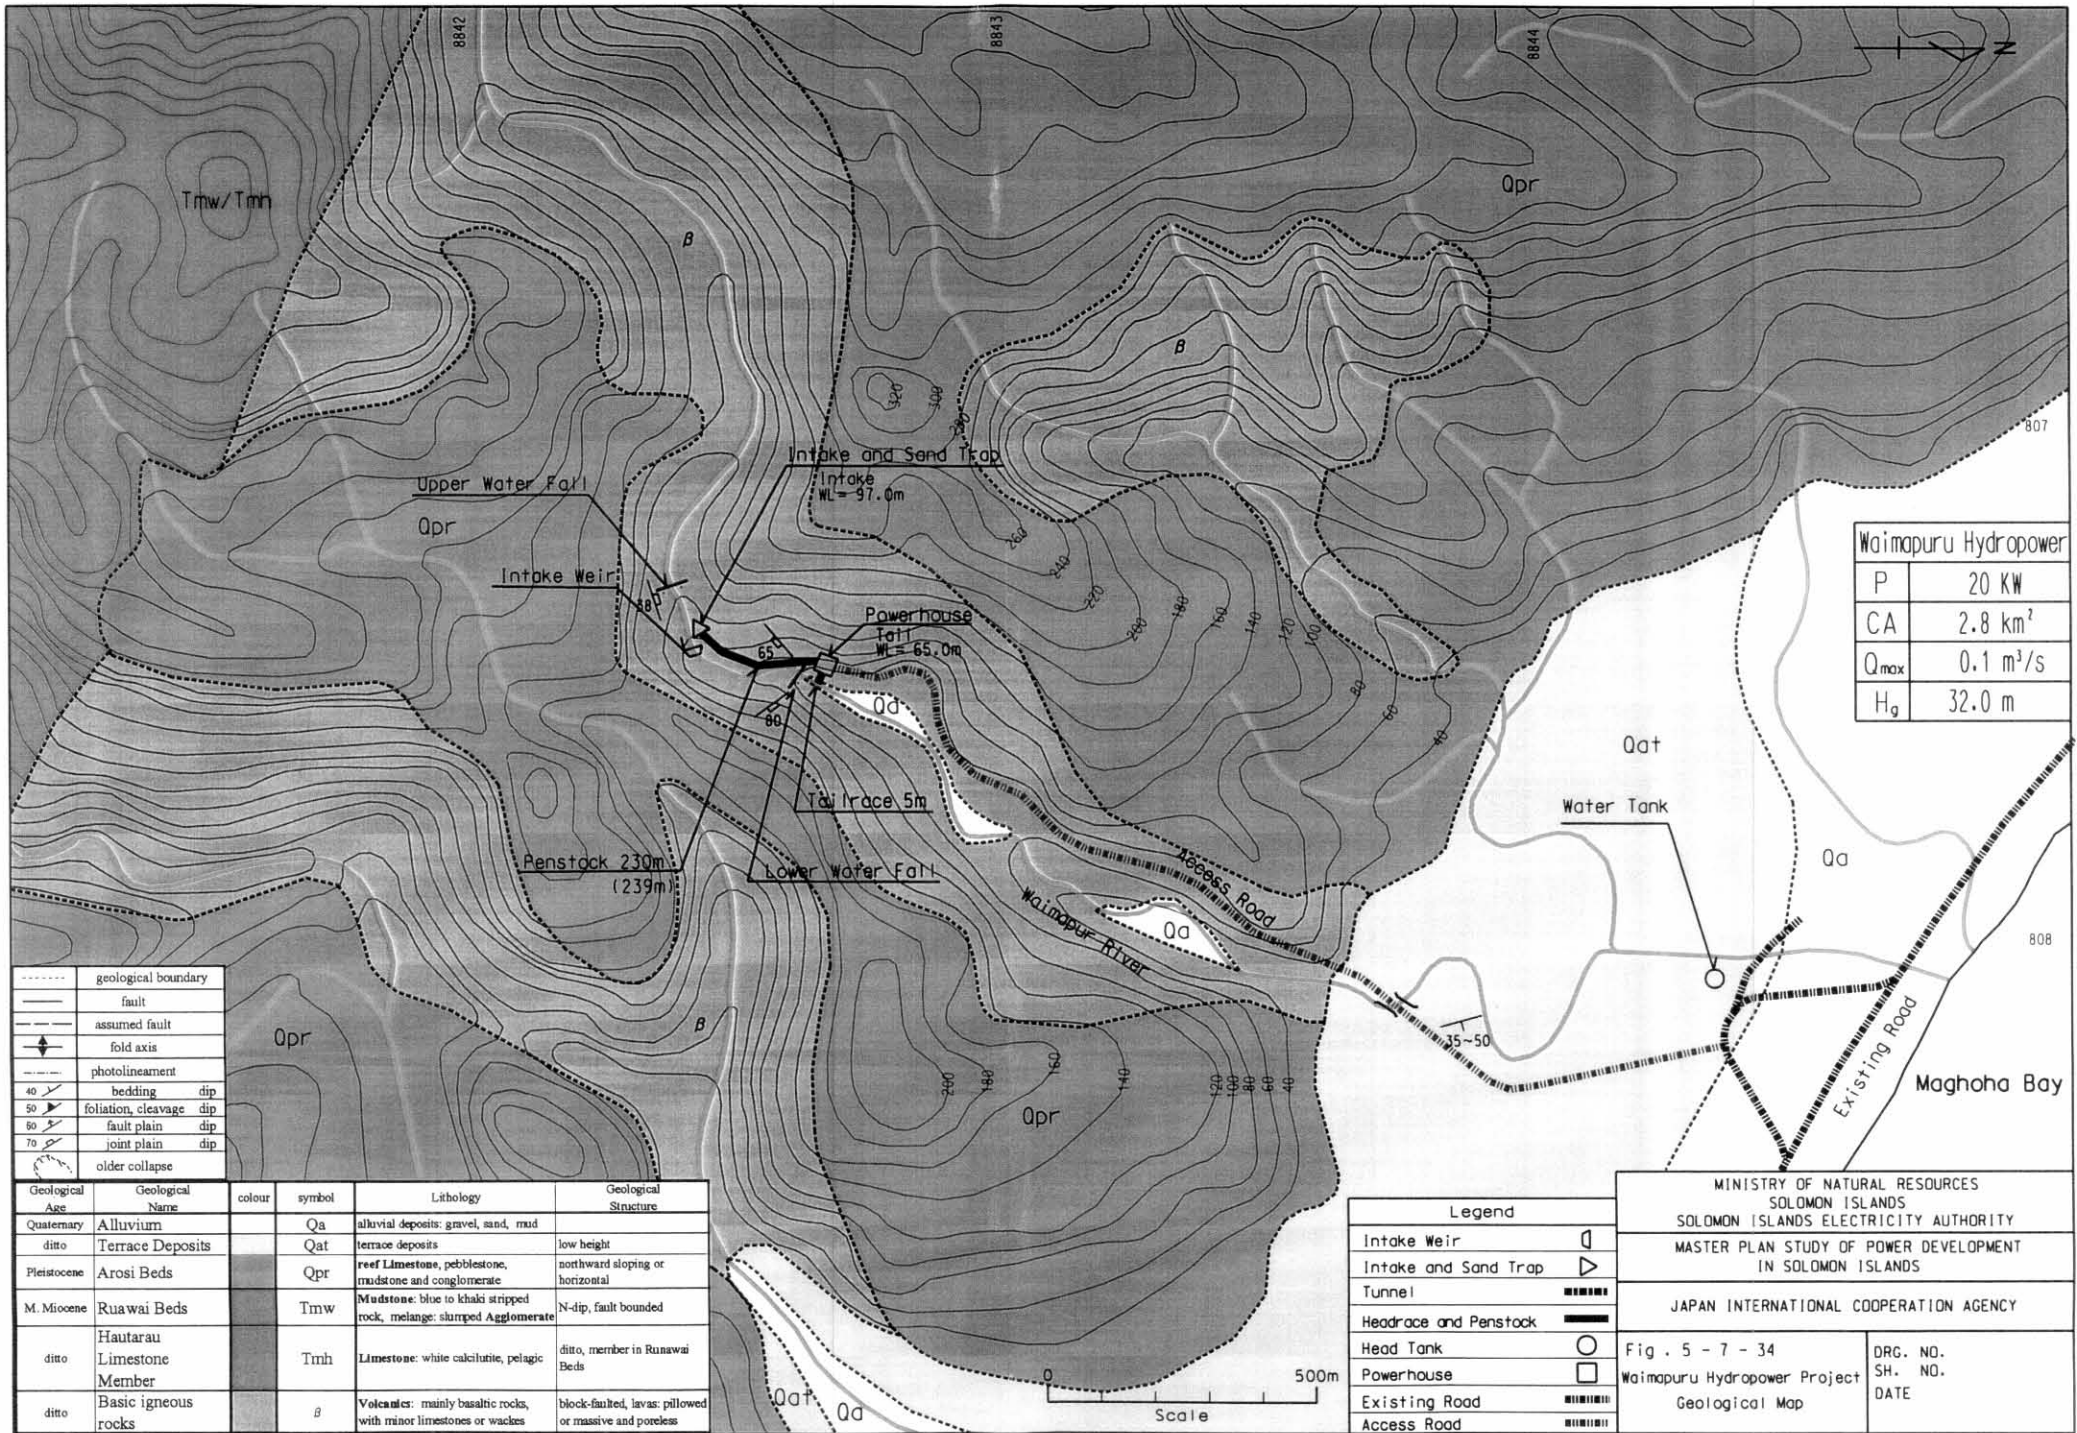 8842
8843
8844
N
Tmw/Tmh
Qpr
β
β
807
320
300
280
Intake and Sand Trap
Intake
WL= 97.0m
Upper Water Fall
Qpr
260
240
220
200
180
160
140
120
100
80
60
40
Intake Weir
Powerhouse
Tail
WL= 65.0m
65
80
Qa
Waimapuru Hydropower
P 20 KW
CA 2.8 km²
Qmax 0.1 m³/s
Hg 32.0 m
Qat
Water Tank
Qa
Tailrace 5m
Penstock 230m
(239m)
Lower Water Fall
Access Road
Waimapur River
Qa
808
35~50
Existing Road
Maghoha Bay
Qpr
β
200
180
160
140
120
100
80
60
40
Qpr
Qat
Qa
geological boundary
fault
assumed fault
fold axis
photolineament
40 bedding dip
50 foliation, cleavage dip
60 fault plain dip
70 joint plain dip
older collapse
Geological Age
Geological Name
colour
symbol
Lithology
Geological Structure
Quaternary Alluvium Qa alluvial deposits: gravel, sand, mud
ditto Terrace Deposits Qat terrace deposits low height
Pleistocene Arosi Beds Qpr reef Limestone, pebblestone, mudstone and conglomerate northward sloping or horizontal
M. Miocene Ruawai Beds Tmw Mudstone: blue to khaki stripped rock, melange: slumped Agglomerate N-dip, fault bounded
ditto Hautarau Limestone Member Tmh Limestone: white calcilutite, pelagic ditto, member in Runawai Beds
ditto Basic igneous rocks β Volcanics: mainly basaltic rocks, with minor limestones or wackes block-faulted, lavas: pillowed or massive and poreless
0 500m
Scale
Legend
Intake Weir
Intake and Sand Trap
Tunnel
Headrace and Penstock
Head Tank
Powerhouse
Existing Road
Access Road
MINISTRY OF NATURAL RESOURCES
SOLOMON ISLANDS
SOLOMON ISLANDS ELECTRICITY AUTHORITY
MASTER PLAN STUDY OF POWER DEVELOPMENT
IN SOLOMON ISLANDS
JAPAN INTERNATIONAL COOPERATION AGENCY
Fig . 5 - 7 - 34
Waimapuru Hydropower Project
Geological Map
DRG. NO.
SH. NO.
DATE